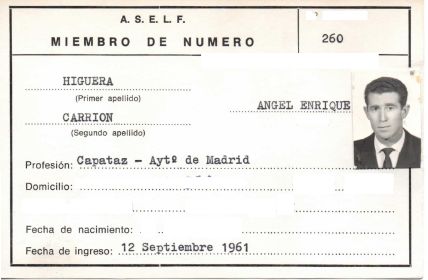 A. S. E. L. F.
MIEMBRO DE NUMERO 260
HIGUERA
(Primer apellido)
ANGEL ENRIQUE
CARRION
(Segundo apellido)
Profesión: Capataz - Aytº de Madrid
Domicilio:
Fecha de nacimiento:
Fecha de ingreso: 12 Septiembre 1961